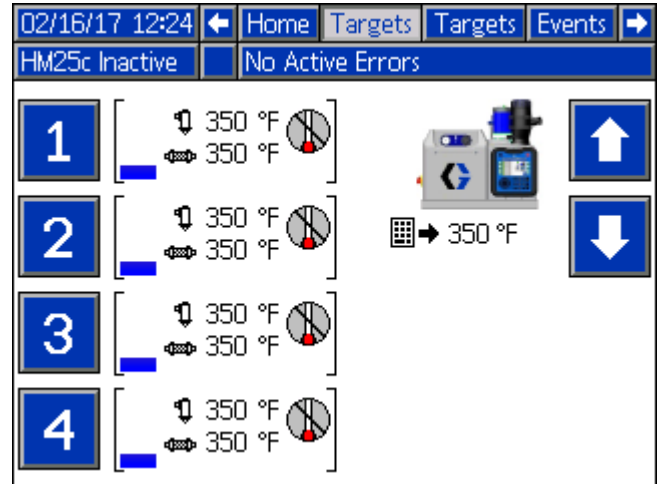 02/16/17 12:24 Home Targets Targets Events
HM25c Inactive No Active Errors
1 350 °F
350 °F
2 350 °F
350 °F
350 °F
3 350 °F
350 °F
4 350 °F
350 °F